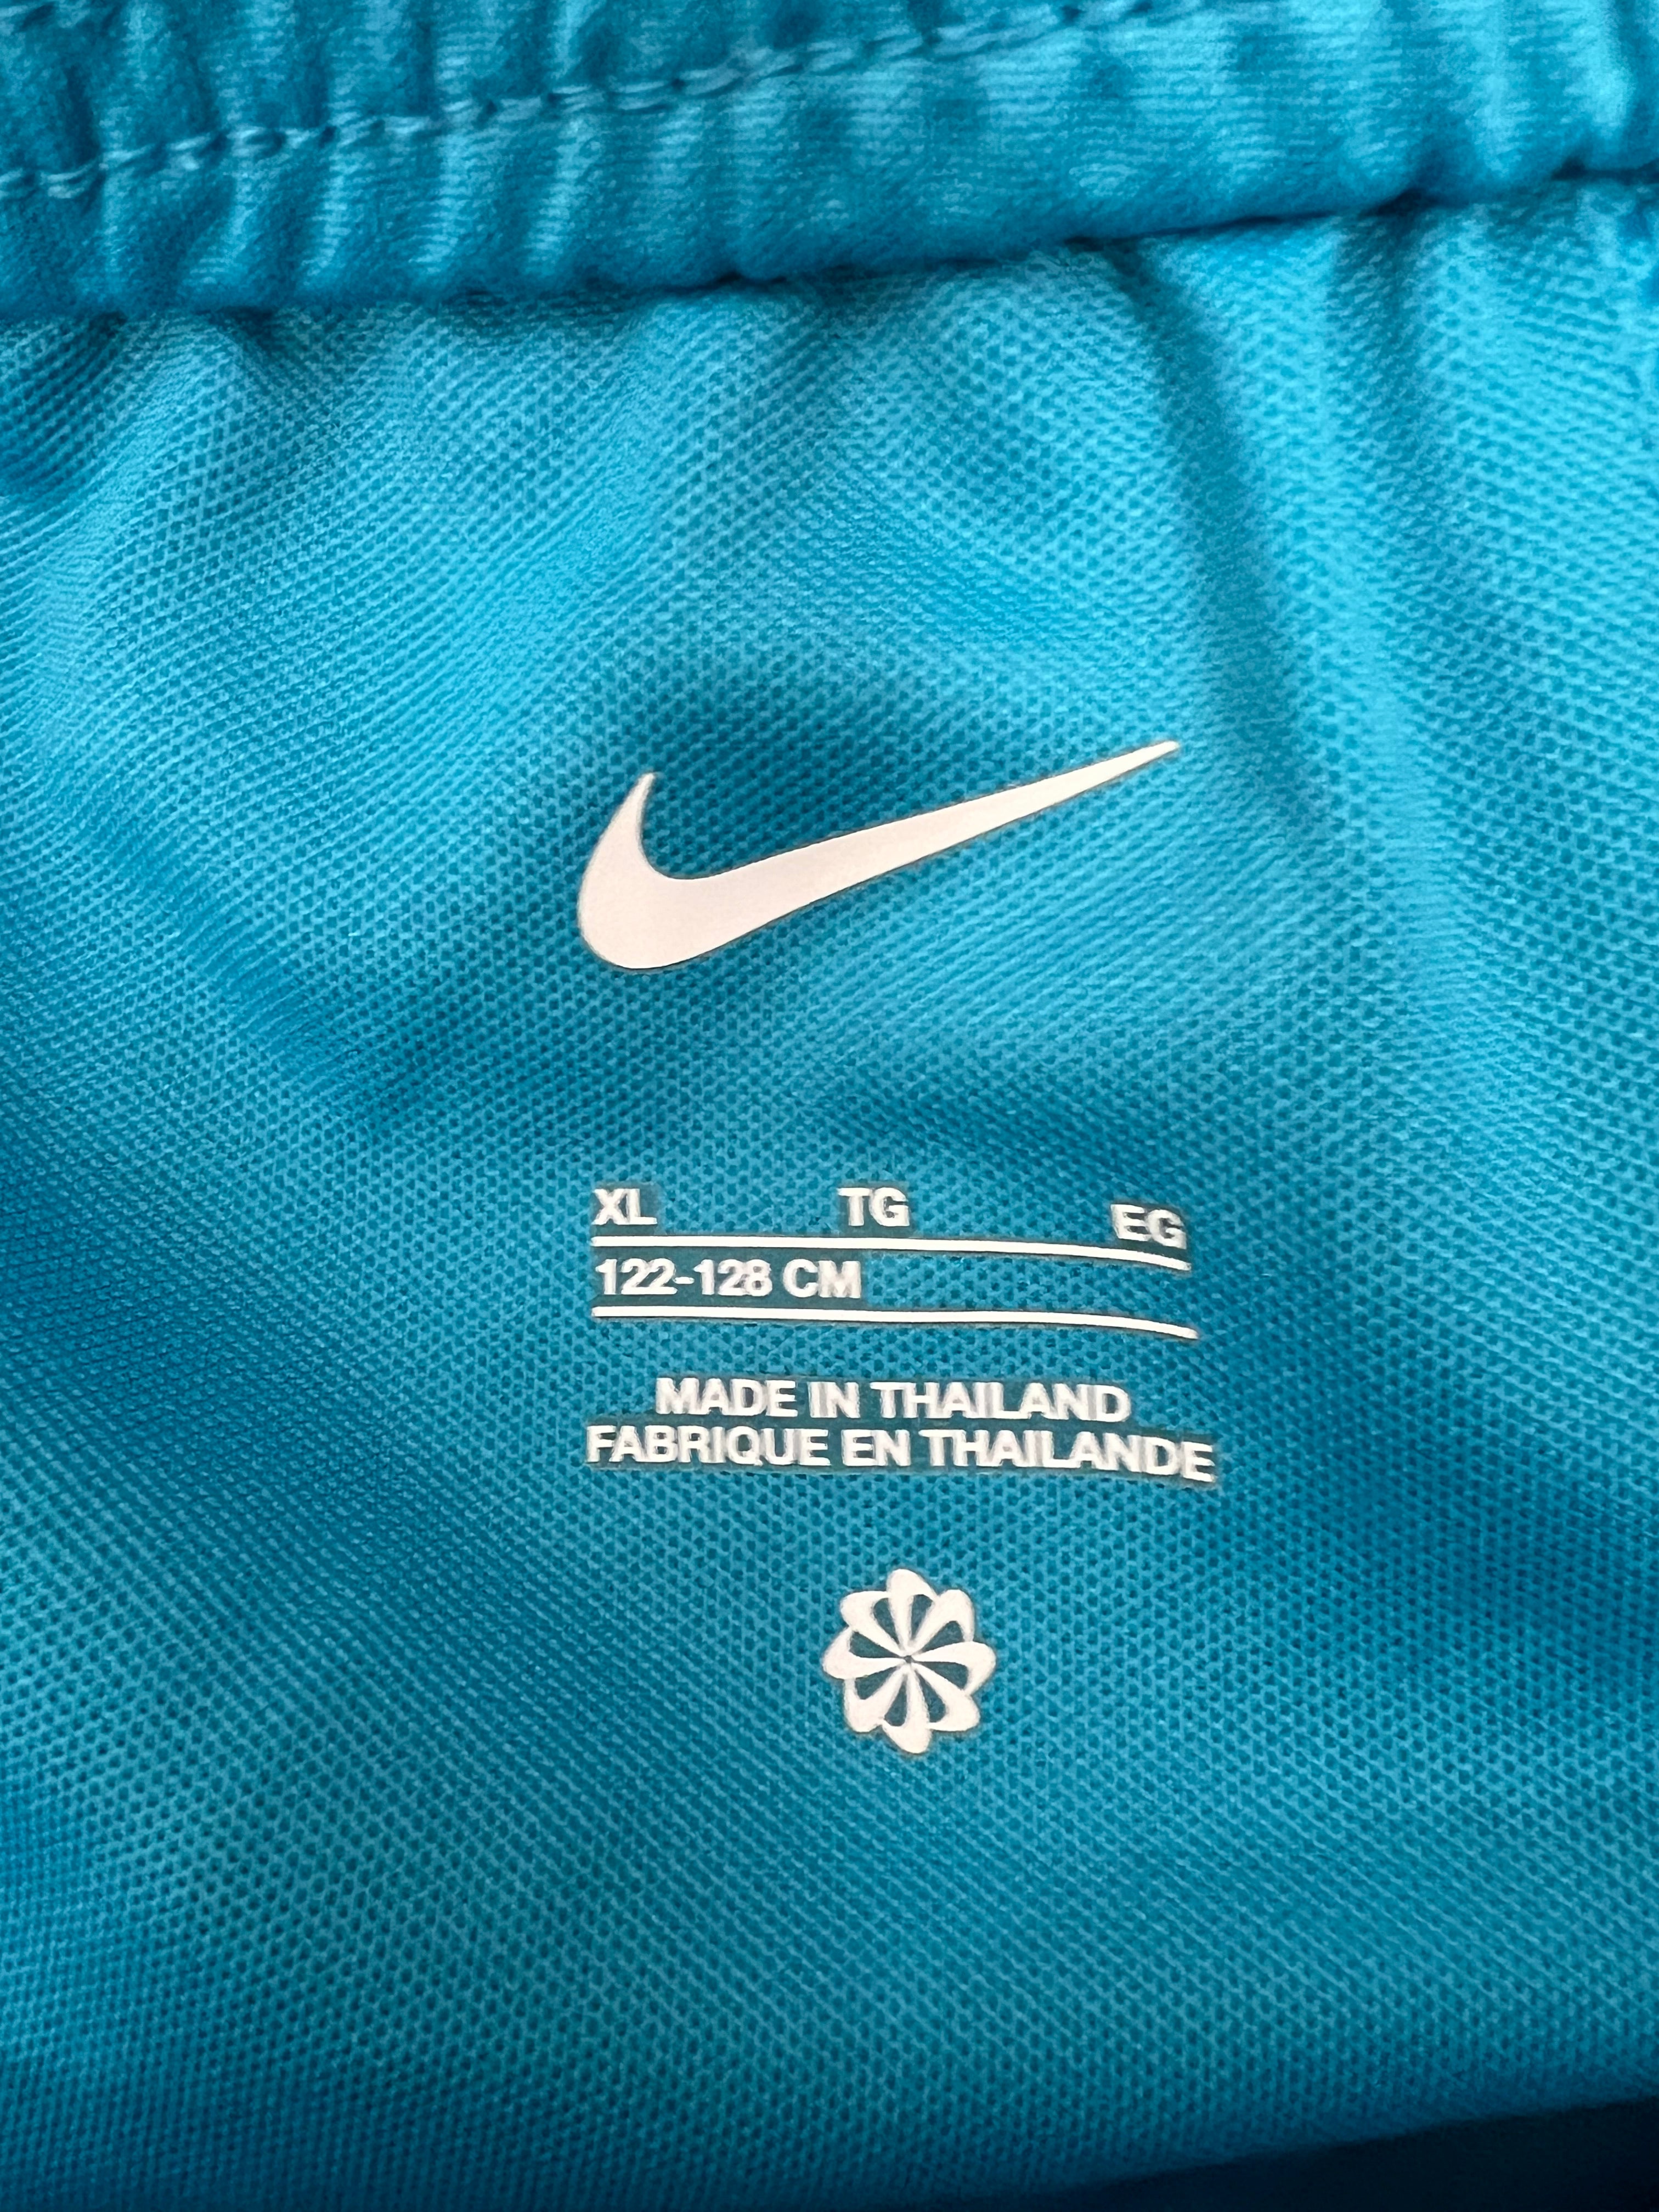 XL TG EG
122-128 CM
MADE IN THAILAND
FABRIQUE EN THAILANDE